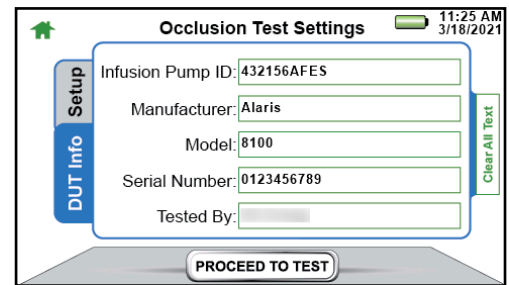 Occlusion Test Settings
11:25 AM
3/18/2021
Setup
DUT Info
Infusion Pump ID: 432156AFES
Manufacturer: Alaris
Model: 8100
Serial Number: 0123456789
Tested By:
Clear All Text
PROCEED TO TEST